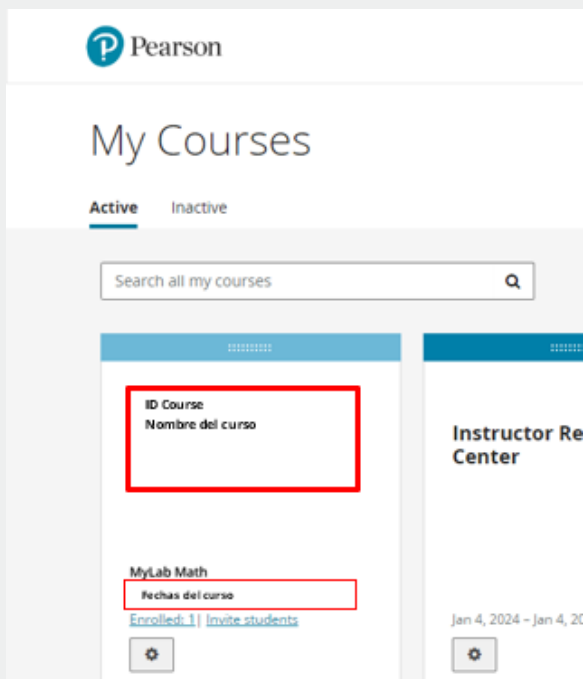 Pearson
My Courses
Active Inactive
Search all my courses
ID Course
Nombre del curso
Instructor Re
Center
MyLab Math
Fechas del curso
Enrolled: 1 | Invite students
Jan 4, 2024 – Jan 4, 20